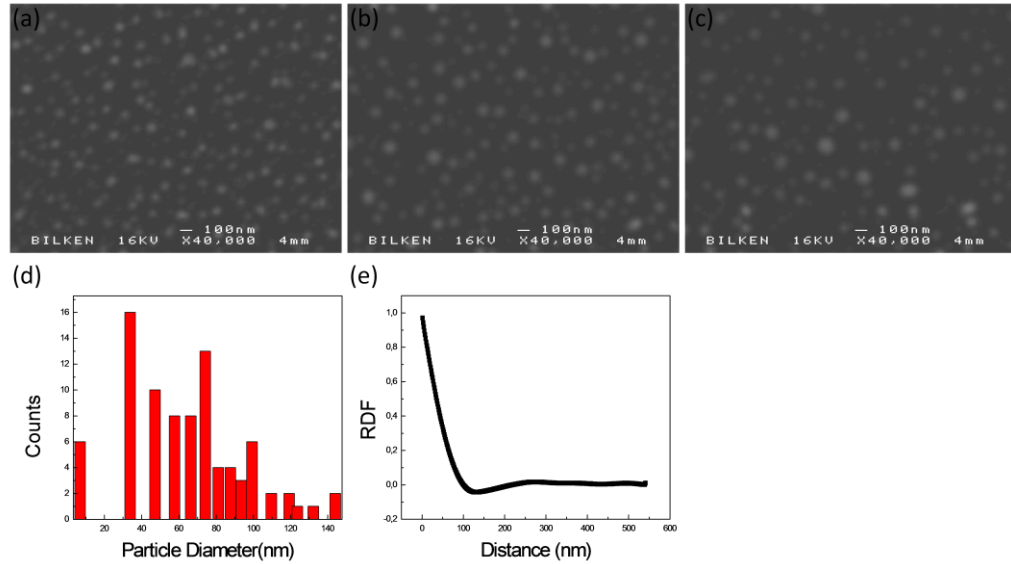 (a)
(b)
(c)
100nm
BILKEN 16KV X40,000 4mm
100nm
BILKEN 16KV X40,000 4mm
100nm
BILKEN 16KV X40,000 4mm
(d)
(e)
16
14
12
10
8
6
4
2
0
20 40 60 80 100 120 140
Counts
Particle Diameter(nm)
1,0
0,8
0,6
0,4
0,2
0,0
-0,2
0 100 200 300 400 500 600
RDF
Distance (nm)